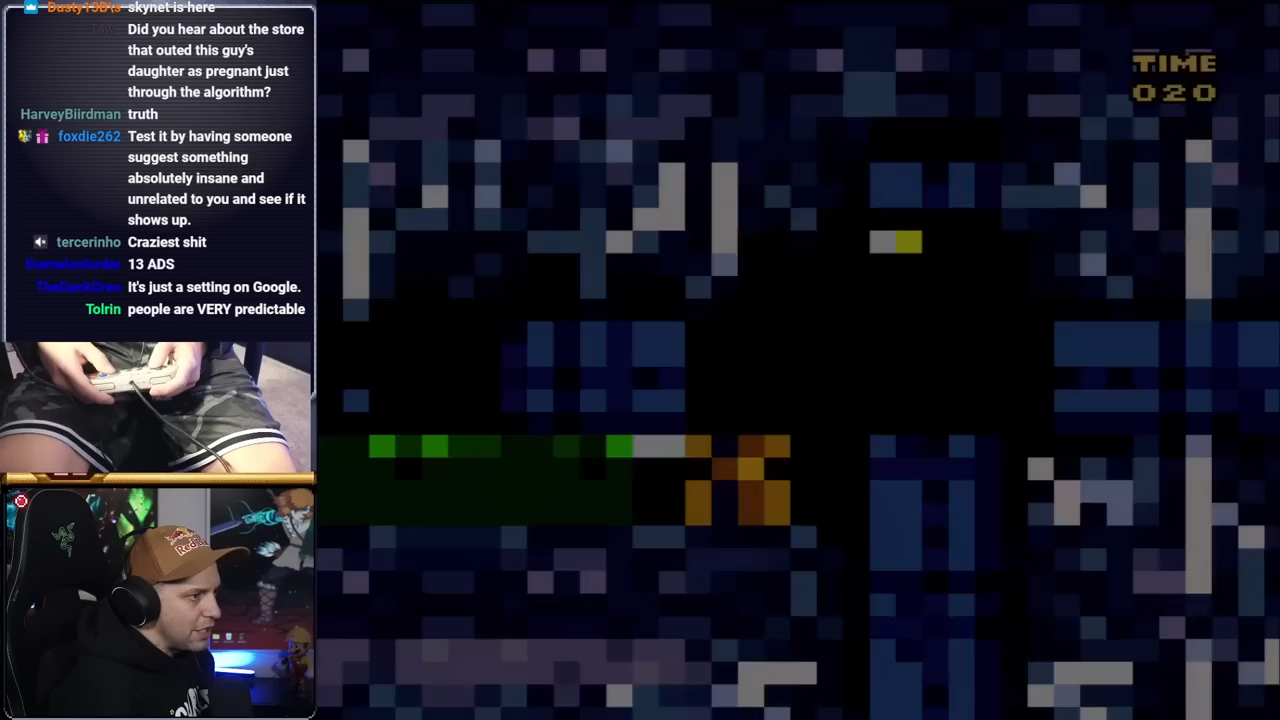 Dusty13B\s skynet is here
Did you hear about the store
that outed this guy's
daughter as pregnant just
through the algorithm?
HarveyBiirdman truth
foxdie262 Test it by having someone
suggest something
absolutely insane and
unrelated to you and see if it
shows up.
tercerinho Craziest shit
13 ADS
TheDankOreo It's just a setting on Google.
Tolrin people are VERY predictable
TIME
020